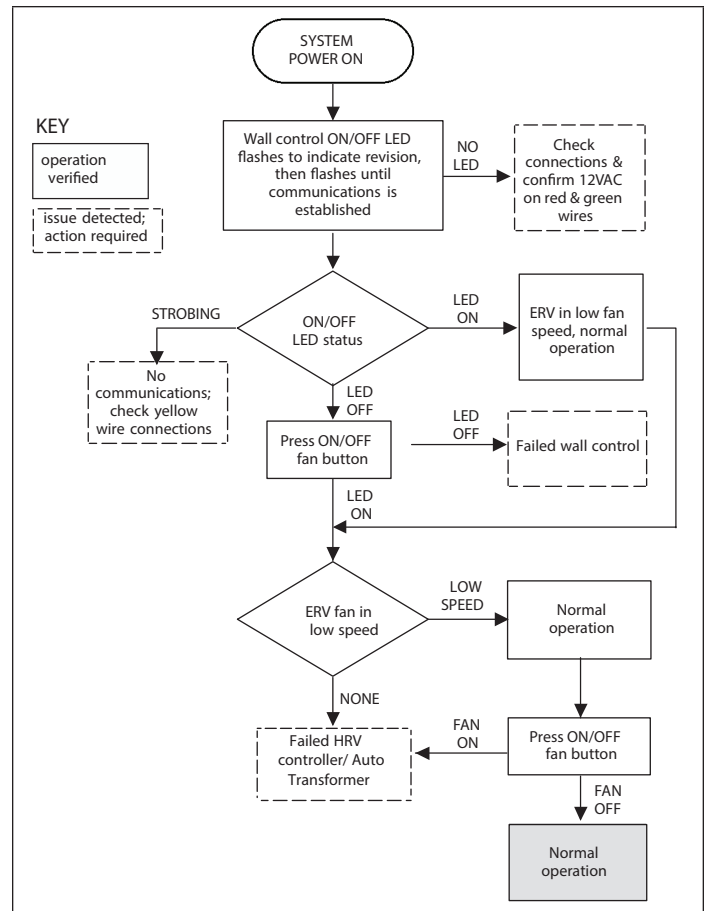 SYSTEM
POWER ON
KEY
operation
verified
issue detected;
action required
Wall control ON/OFF LED
flashes to indicate revision,
then flashes until
communications is
established
NO
LED
Check
connections &
confirm 12VAC
on red & green
wires
STROBING
ON/OFF
LED status
LED
ON
ERV in low fan
speed, normal
operation
No
communications;
check yellow
wire connections
LED
OFF
Press ON/OFF
fan button
LED
OFF
Failed wall control
LED
ON
ERV fan in
low speed
LOW
SPEED
Normal
operation
NONE
Failed HRV
controller/ Auto
Transformer
FAN
ON
Press ON/OFF
fan button
FAN
OFF
Normal
operation